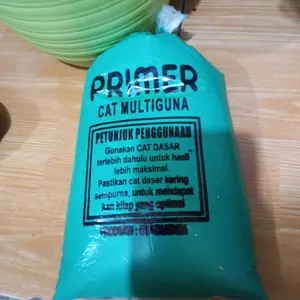 PRIMER
CAT MULTIGUNA
PETUNJUK PENGGUNAAN
Gunakan CAT DASAR
terlebih dahulu untuk hasil
lebih maksimal.
Pastikan cat dasar kering
sempurna, untuk mendapat
kan kilap yang optimal